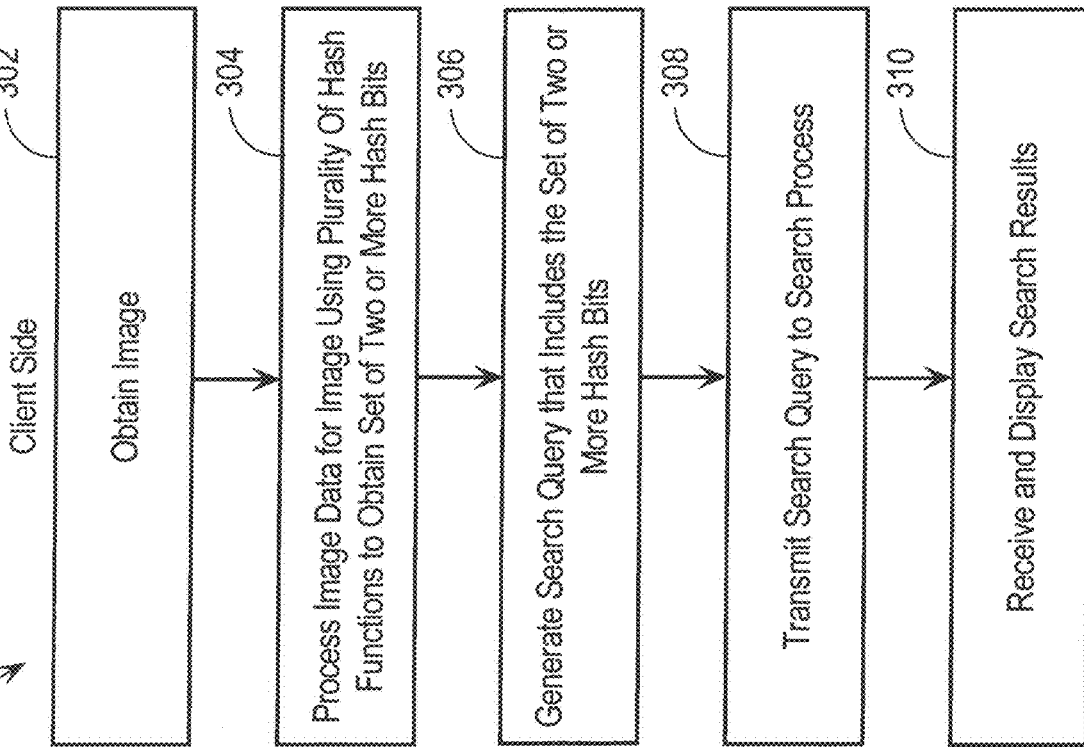 Client Side
302
Obtain Image
304
Process Image Data for Image Using Plurality Of Hash
Functions to Obtain Set of Two or More Hash Bits
306
Generate Search Query that Includes the Set of Two or
More Hash Bits
308
Transmit Search Query to Search Process
310
Receive and Display Search Results